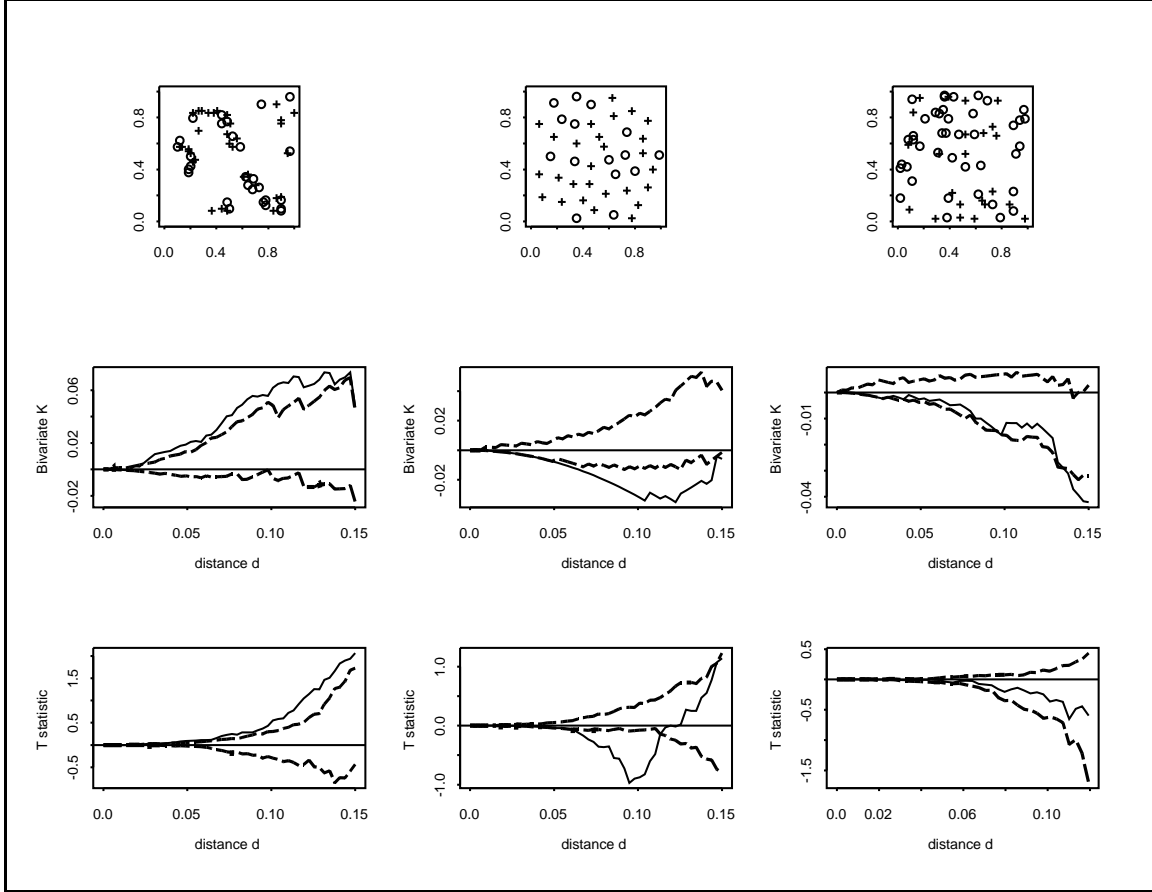 0.0 0.4 0.8
0.0 0.4 0.8
0.0 0.4 0.8
0.0 0.4 0.8
0.0 0.4 0.8
0.0 0.4 0.8
Bivariate K
-0.02 0.02 0.06
0.0 0.05 0.10 0.15
distance d
Bivariate K
-0.02 0.02
0.0 0.05 0.10 0.15
distance d
Bivariate K
-0.04 -0.01
0.0 0.05 0.10 0.15
distance d
T statistic
-0.5 0.5 1.5
0.0 0.05 0.10 0.15
distance d
T statistic
-1.0 0.0 1.0
0.0 0.05 0.10 0.15
distance d
T statistic
-1.5 -0.5 0.5
0.0 0.02 0.06 0.10
distance d